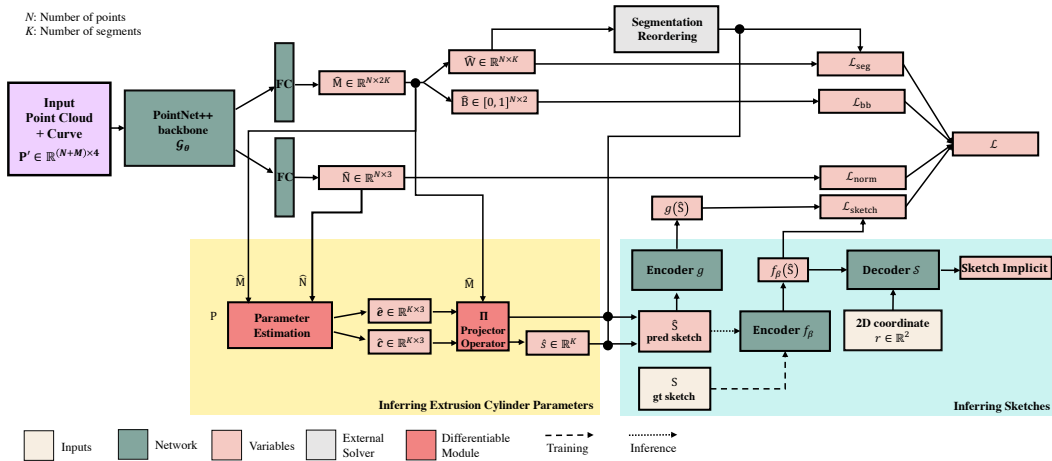 N: Number of points
K: Number of segments
Input
Point Cloud
+ Curve
P′ ∈ ℝ^{(N+M)×4}
PointNet++
backbone
𝒢_θ
FC
M̂ ∈ ℝ^{N×2K}
Ŵ ∈ ℝ^{N×K}
B̂ ∈ [0, 1]^{N×2}
Segmentation
Reordering
ℒ_seg
ℒ_bb
ℒ
FC
N̂ ∈ ℝ^{N×3}
ℒ_norm
g(Ŝ)
ℒ_sketch
M̂
N̂
M̂
P
Parameter
Estimation
ê ∈ ℝ^{K×3}
ĉ ∈ ℝ^{K×3}
Π
Projector
Operator
ŝ ∈ ℝ^K
Inferring Extrusion Cylinder Parameters
Encoder g
f_β(Ŝ)
Decoder 𝒮
Sketch Implicit
Ŝ
pred sketch
Encoder f_β
2D coordinate
r ∈ ℝ^2
S
gt sketch
Inferring Sketches
Inputs
Network
Variables
External
Solver
Differentiable
Module
Training
Inference